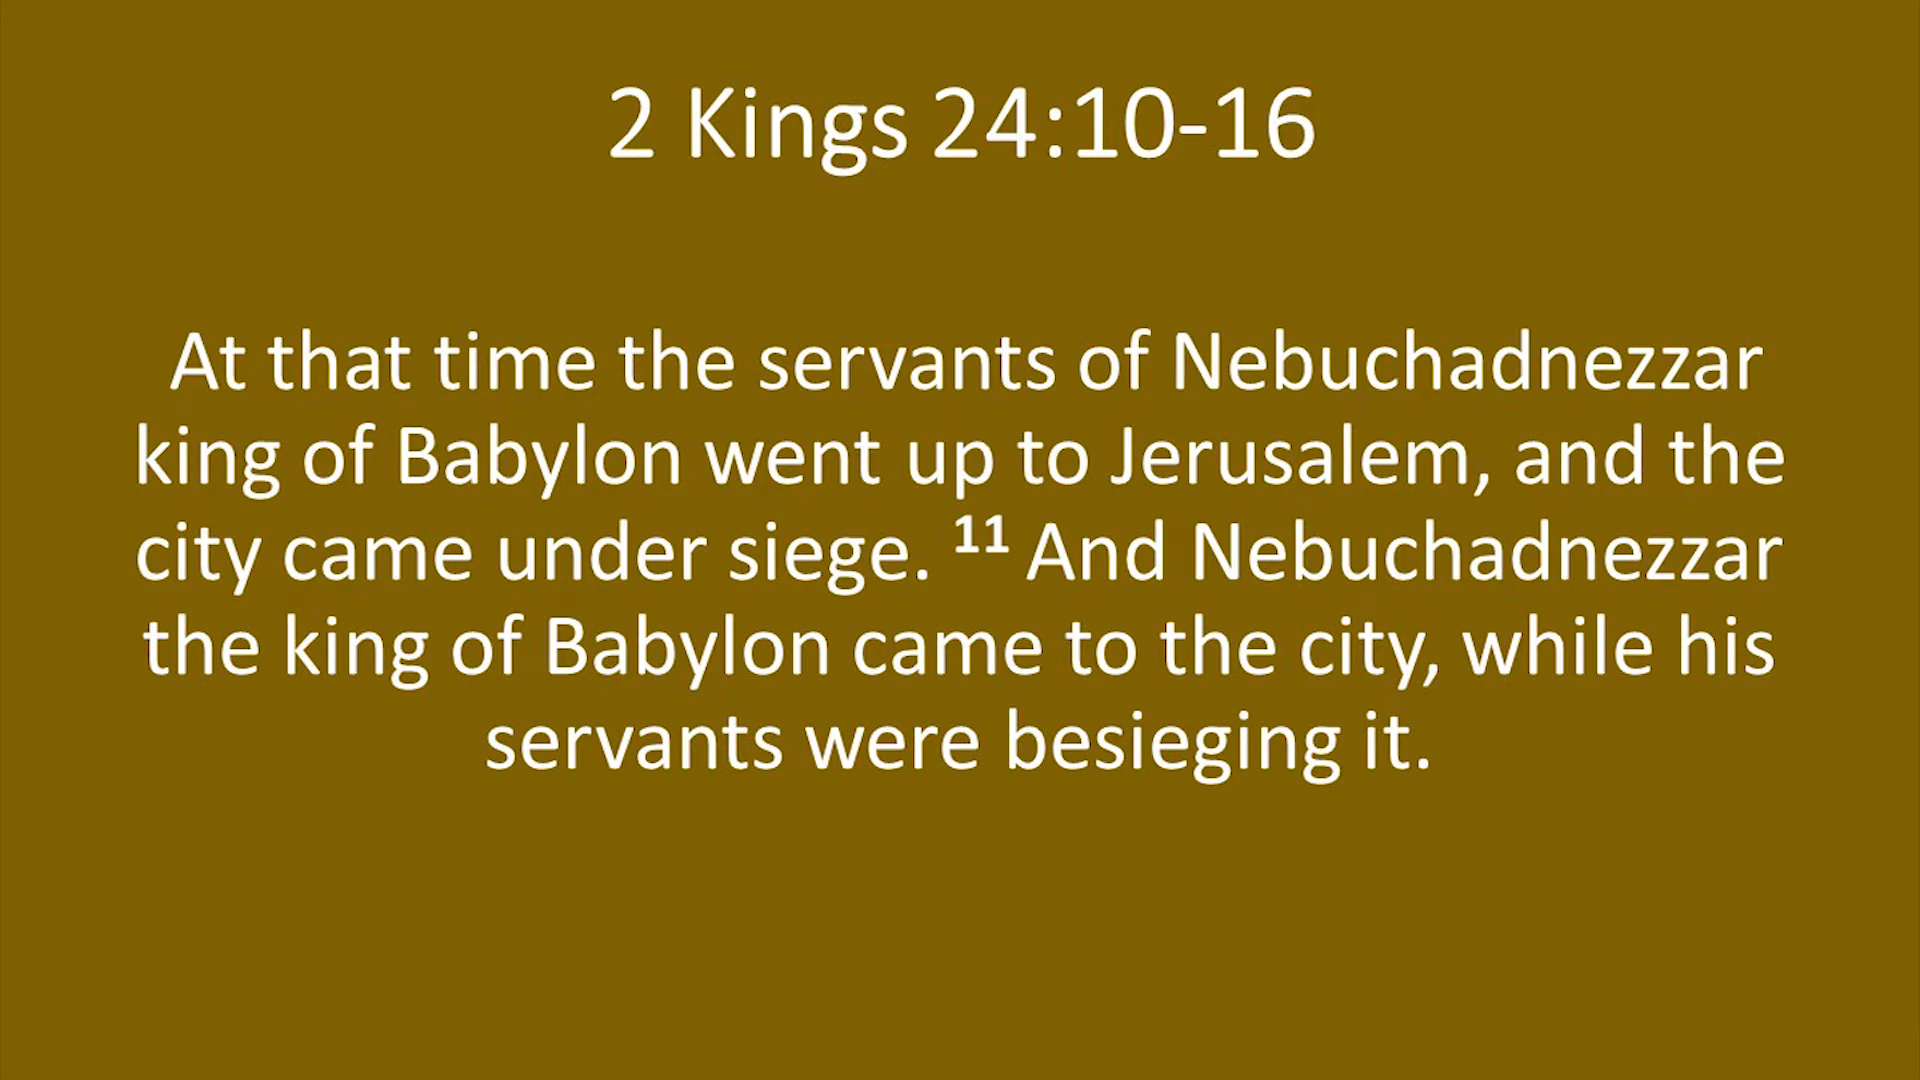 2 Kings 24:10-16
At that time the servants of Nebuchadnezzar
king of Babylon went up to Jerusalem, and the
city came under siege. 11 And Nebuchadnezzar
the king of Babylon came to the city, while his
servants were besieging it.